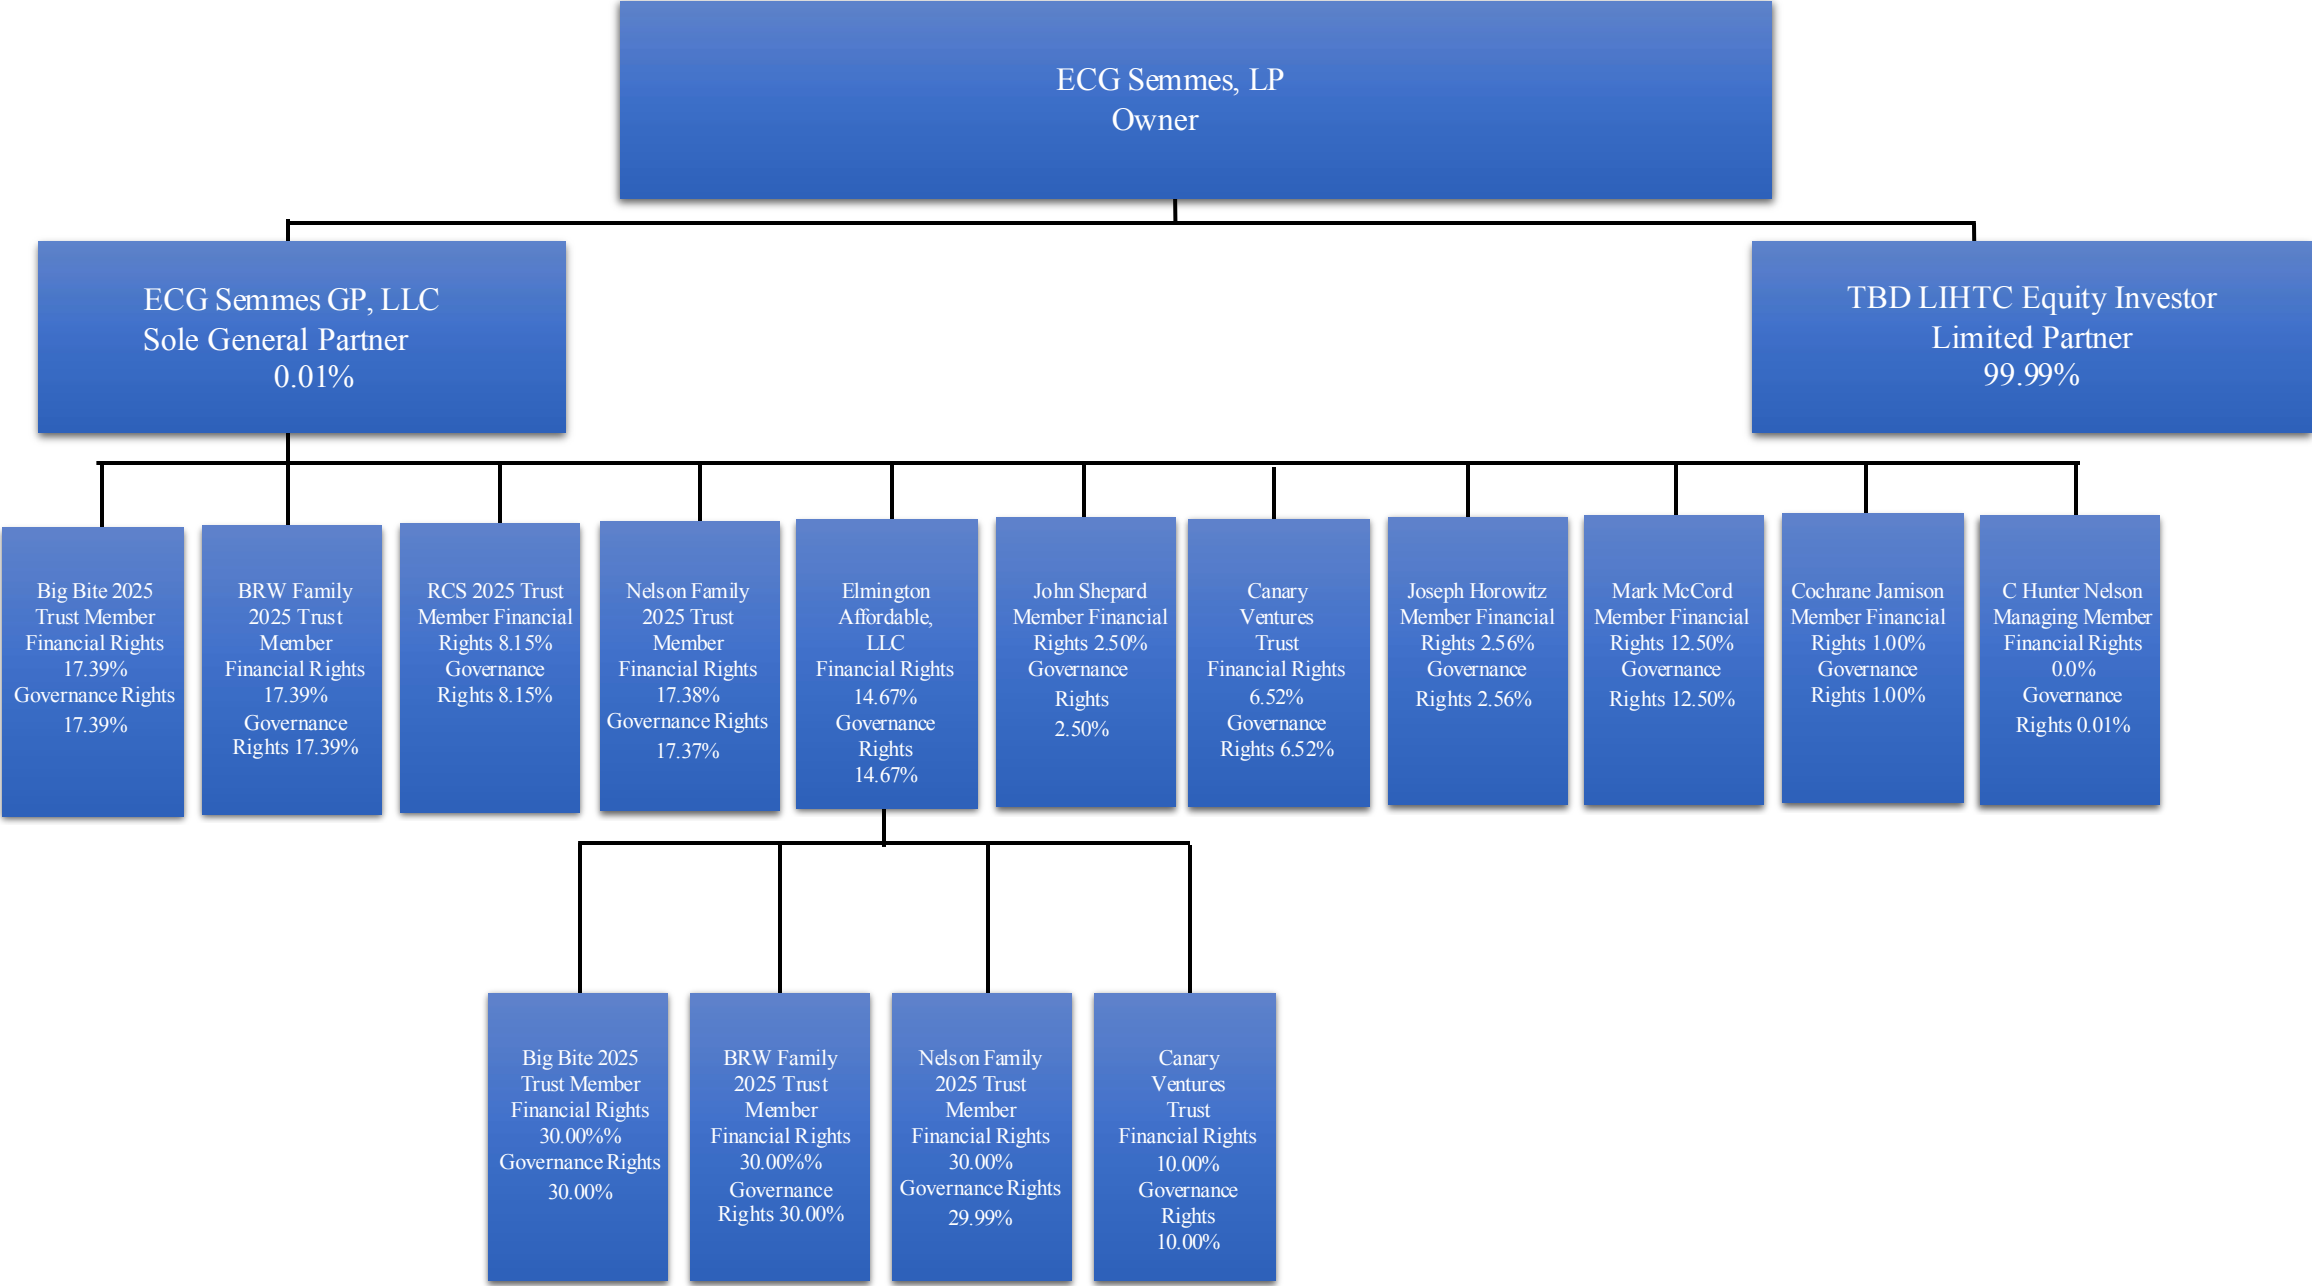 ECG Semmes, LP
Owner
ECG Semmes GP, LLC
Sole General Partner
0.01%
TBD LIHTC Equity Investor
Limited Partner
99.99%
Big Bite 2025
Trust Member
Financial Rights
17.39%
Governance Rights
17.39%
BRW Family
2025 Trust
Member
Financial Rights
17.39%
Governance
Rights 17.39%
RCS 2025 Trust
Member Financial
Rights 8.15%
Governance
Rights 8.15%
Nelson Family
2025 Trust
Member
Financial Rights
17.38%
Governance Rights
17.37%
Elmington
Affordable,
LLC
Financial Rights
14.67%
Governance
Rights
14.67%
John Shepard
Member Financial
Rights 2.50%
Governance
Rights
2.50%
Canary
Ventures
Trust
Financial Rights
6.52%
Governance
Rights 6.52%
Joseph Horowitz
Member Financial
Rights 2.56%
Governance
Rights 2.56%
Mark McCord
Member Financial
Rights 12.50%
Governance
Rights 12.50%
Cochrane Jamison
Member Financial
Rights 1.00%
Governance
Rights 1.00%
C Hunter Nelson
Managing Member
Financial Rights
0.0%
Governance
Rights 0.01%
Big Bite 2025
Trust Member
Financial Rights
30.00%%
Governance Rights
30.00%
BRW Family
2025 Trust
Member
Financial Rights
30.00%%
Governance
Rights 30.00%
Nelson Family
2025 Trust
Member
Financial Rights
30.00%
Governance Rights
29.99%
Canary
Ventures
Trust
Financial Rights
10.00%
Governance
Rights
10.00%